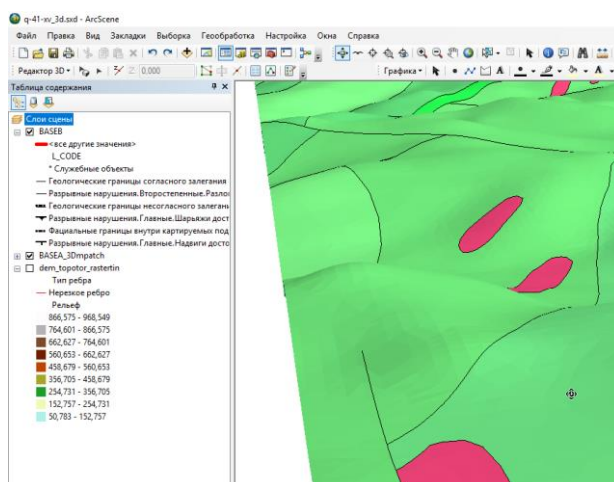 q-41-xv_3d.sxd - ArcScene
Файл Правка Вид Закладки Выборка Геообработка Настройка Окна Справка
Редактор 3D 0,000 Графика A A
Таблица содержания
Слои сцены
BASEB
<все другие значения>
L_CODE
* Служебные объекты
Геологические границы согласного залегания
Разрывные нарушения.Второстепенные.Разло
Геологические границы несогласного залегани
Разрывные нарушения.Главные.Шарьяжи дост
Фациальные границы внутри картируемых под
Разрывные нарушения.Главные.Надвиги досто
BASEA_3Dmpatch
dem_topotor_rastertin
Тип ребра
Нерезкое ребро
Рельеф
866,575 - 968,549
764,601 - 866,575
662,627 - 764,601
560,653 - 662,627
458,679 - 560,653
356,705 - 458,679
254,731 - 356,705
152,757 - 254,731
50,783 - 152,757